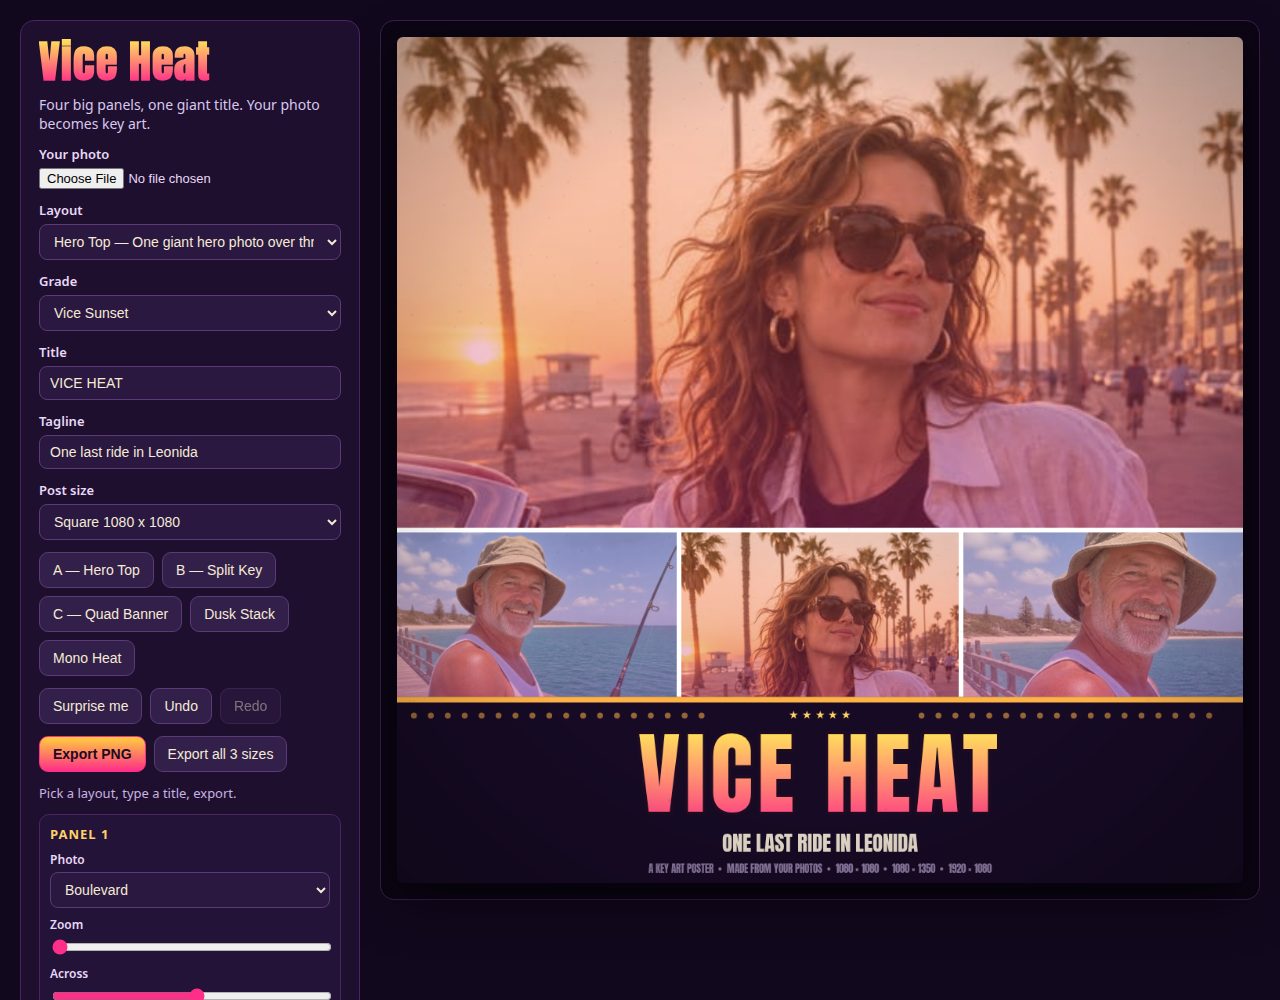 Vice Heat
Four big panels, one giant title. Your photo
becomes key art.
Your photo
Choose File No file chosen
Layout
Hero Top — One giant hero photo over thr
Grade
Vice Sunset
Title
VICE HEAT
Tagline
One last ride in Leonida
Post size
Square 1080 x 1080
A — Hero Top
B — Split Key
C — Quad Banner
Dusk Stack
Mono Heat
Surprise me
Undo
Redo
Export PNG
Export all 3 sizes
Pick a layout, type a title, export.
PANEL 1
Photo
Boulevard
Zoom
Across
★★★★★
VICE HEAT
ONE LAST RIDE IN LEONIDA
A KEY ART POSTER • MADE FROM YOUR PHOTOS • 1080 × 1080 • 1080 × 1350 • 1920 × 1080